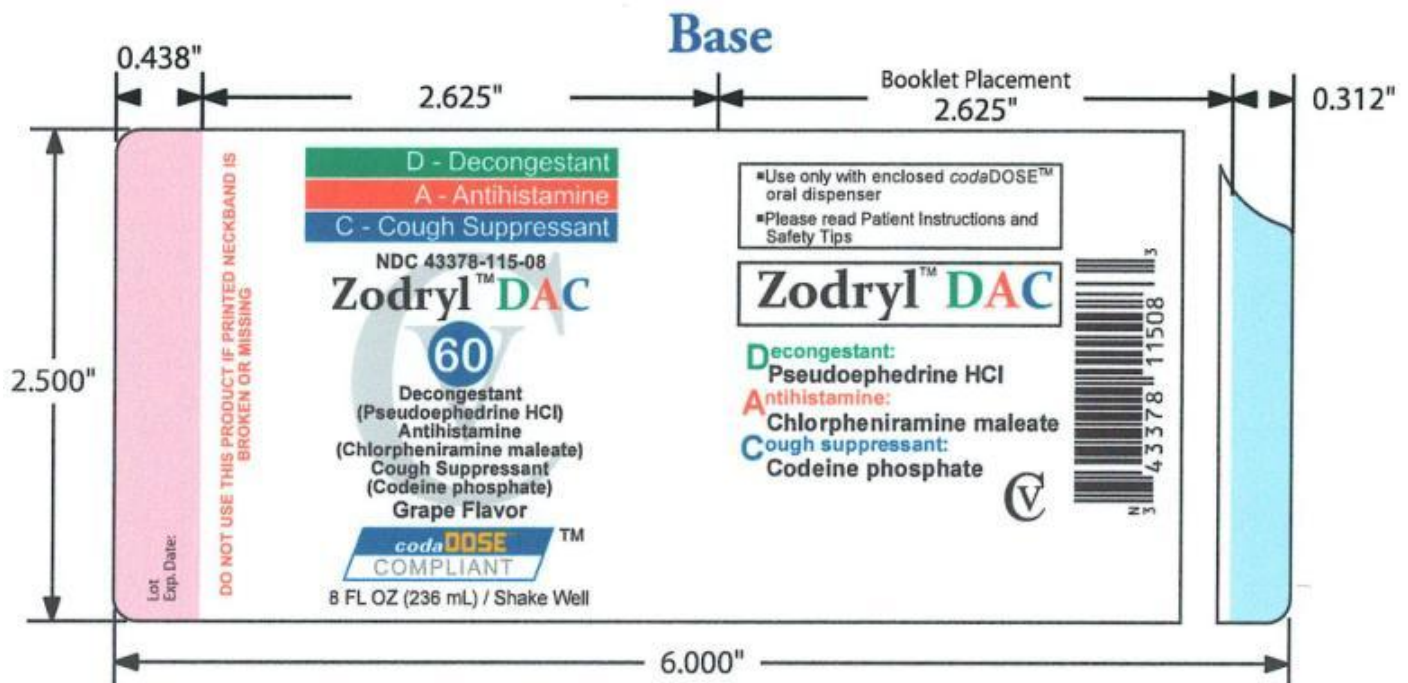 Base
0.438"
2.625"
Booklet Placement
2.625"
0.312"
2.500"
Lot
Exp. Date:
DO NOT USE THIS PRODUCT IF PRINTED NECKBAND IS
BROKEN OR MISSING
D - Decongestant
A - Antihistamine
C - Cough Suppressant
NDC 43378-115-08
Zodryl™ DAC
CV
60
Decongestant
(Pseudoephedrine HCl)
Antihistamine
(Chlorpheniramine maleate)
Cough Suppressant
(Codeine phosphate)
Grape Flavor
codaDOSE™
COMPLIANT
8 FL OZ (236 mL) / Shake Well
▪Use only with enclosed codaDOSE™
oral dispenser
▪Please read Patient Instructions and
Safety Tips
Zodryl™ DAC
Decongestant:
Pseudoephedrine HCl
Antihistamine:
Chlorpheniramine maleate
Cough suppressant:
Codeine phosphate
CV
N 3 43378 11508 3
6.000"